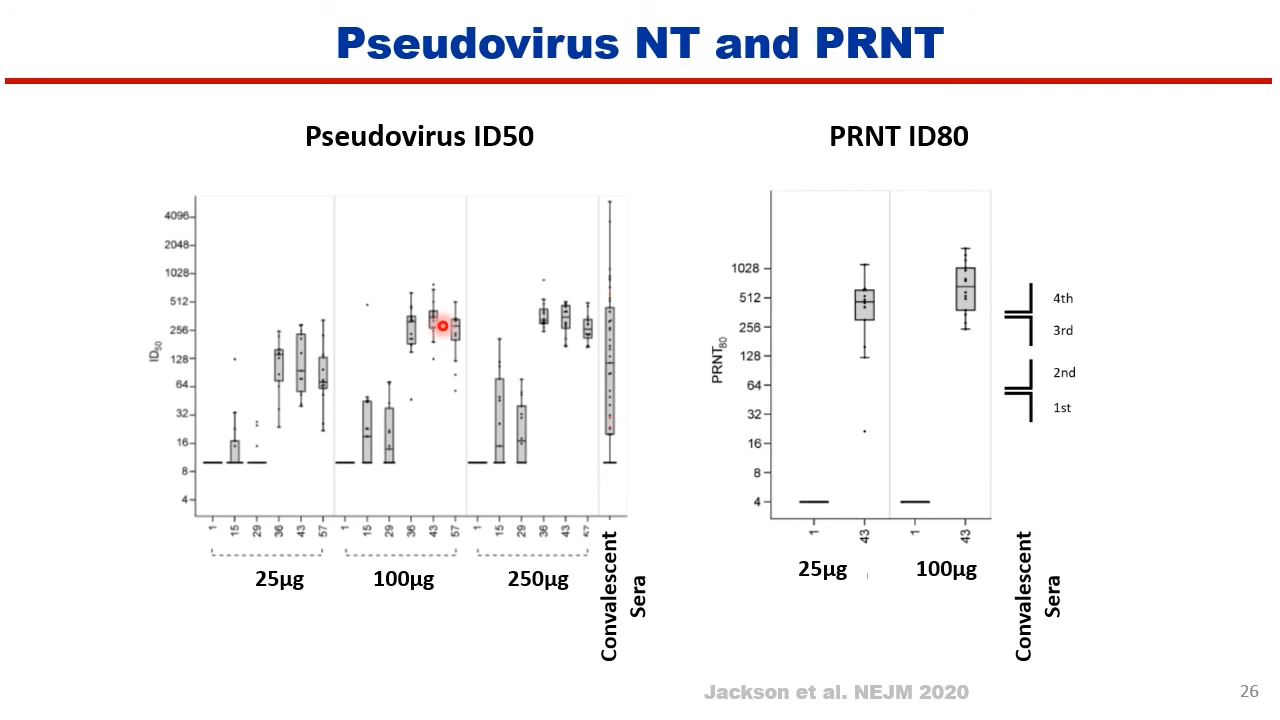 Pseudovirus NT and PRNT
Pseudovirus ID50
4096
2048
1028
512
256
128
64
32
16
8
4
ID50
1 15 29 36 43 57 1 15 29 36 43 57 1 15 29 36 43 57
25µg 100µg 250µg
Convalescent
Sera
PRNT ID80
1028
512
256
128
64
32
16
8
4
PRNT80
1 43 1 43
25µg 100µg
4th
3rd
2nd
1st
Convalescent
Sera
Jackson et al. NEJM 2020
26